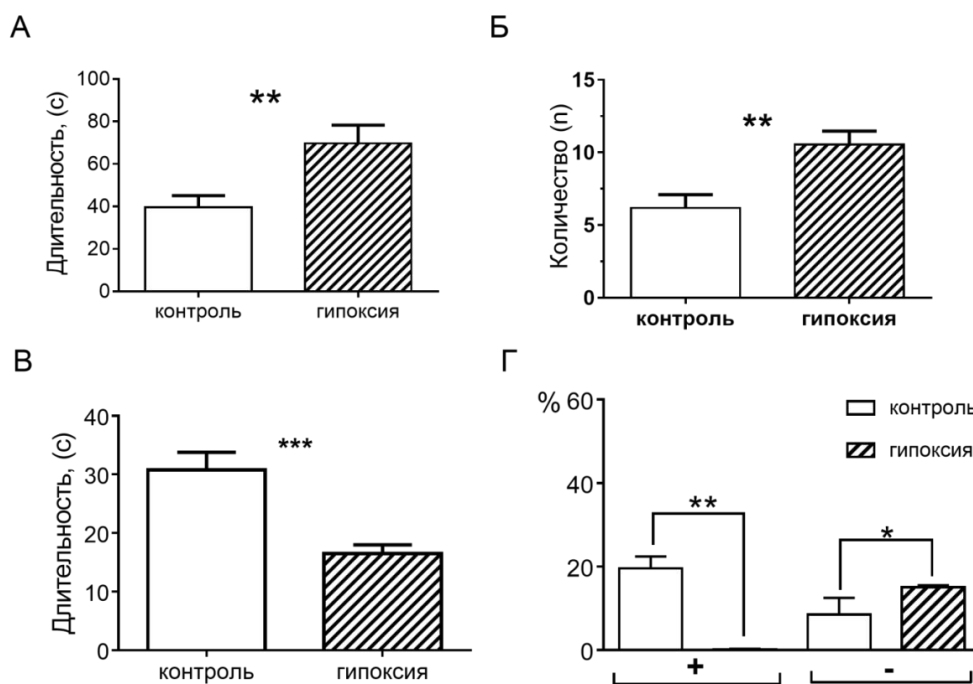 А
Длительность, (с)
100
80
60
40
20
0
**
контроль
гипоксия
Б
Количество (n)
15
10
5
0
**
контроль
гипоксия
В
Длительность, (с)
40
30
20
10
0
***
контроль
гипоксия
Г
% 60
40
20
0
контроль
гипоксия
**
*
+
-